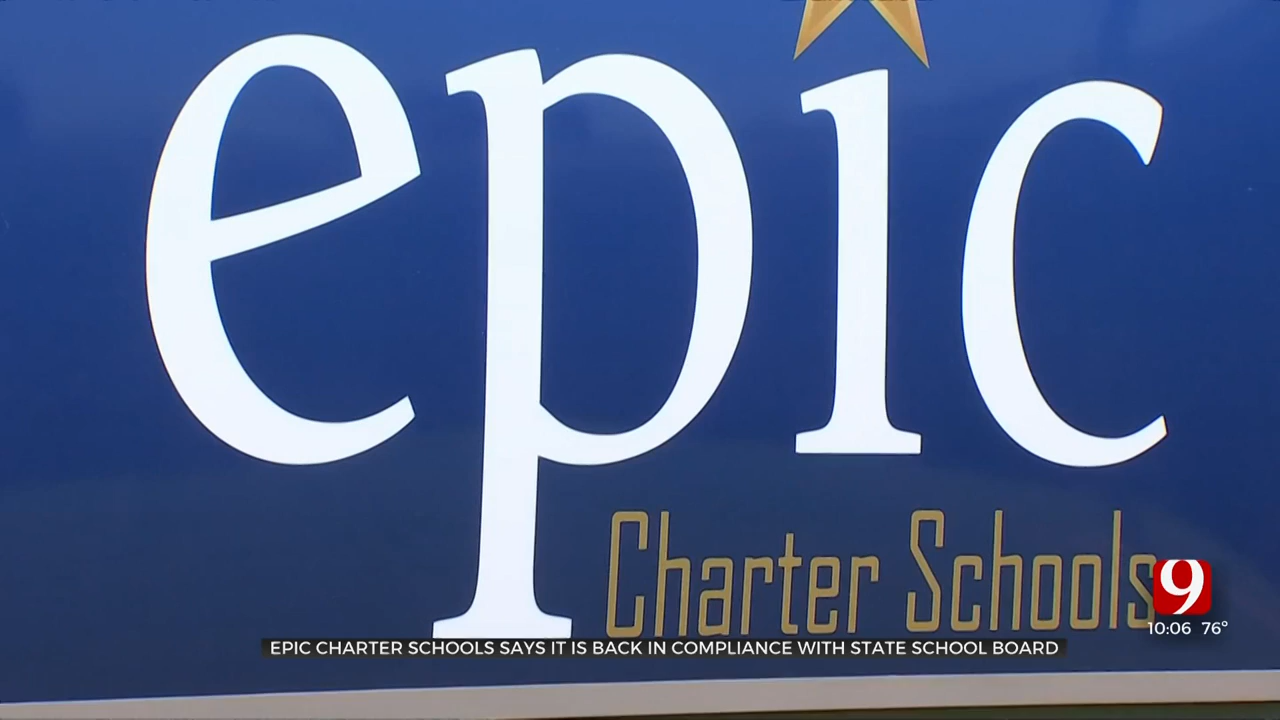 epic
Charter Schools
9
10:06 76°
EPIC CHARTER SCHOOLS SAYS IT IS BACK IN COMPLIANCE WITH STATE SCHOOL BOARD